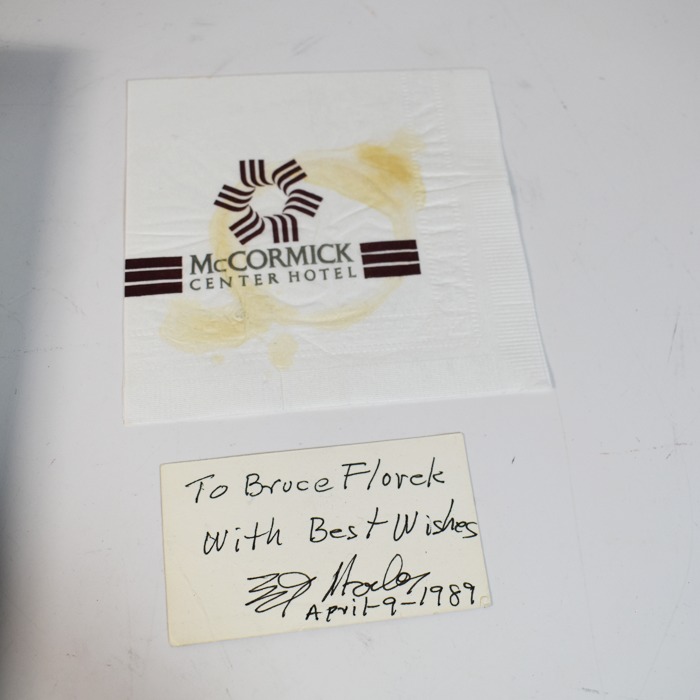 McCORMICK
CENTER HOTEL
To Bruce Florek
With Best Wishes
April-9-1989